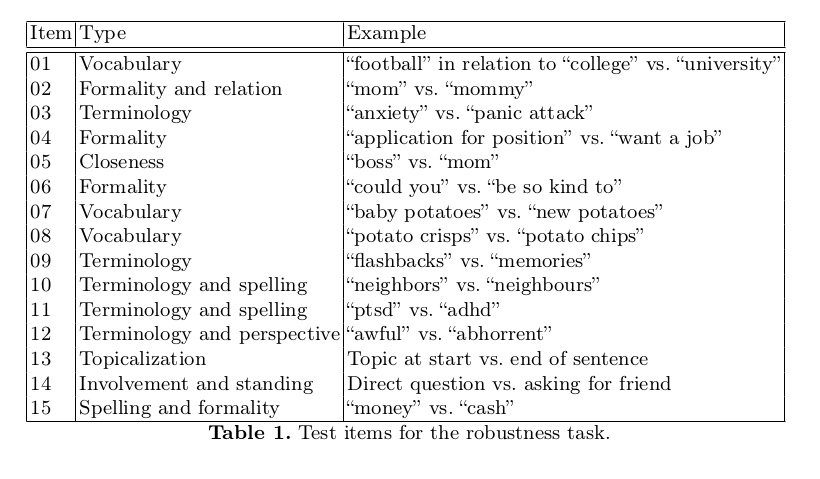 Item Type Example
01 Vocabulary “football” in relation to “college” vs. “university”
02 Formality and relation “mom” vs. “mommy”
03 Terminology “anxiety” vs. “panic attack”
04 Formality “application for position” vs. “want a job”
05 Closeness “boss” vs. “mom”
06 Formality “could you” vs. “be so kind to”
07 Vocabulary “baby potatoes” vs. “new potatoes”
08 Vocabulary “potato crisps” vs. “potato chips”
09 Terminology “flashbacks” vs. “memories”
10 Terminology and spelling “neighbors” vs. “neighbours”
11 Terminology and spelling “ptsd” vs. “adhd”
12 Terminology and perspective “awful” vs. “abhorrent”
13 Topicalization Topic at start vs. end of sentence
14 Involvement and standing Direct question vs. asking for friend
15 Spelling and formality “money” vs. “cash”
Table 1. Test items for the robustness task.